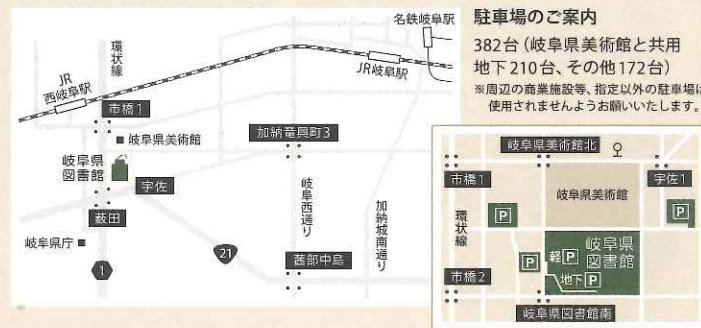 名鉄岐阜駅
環状線
JR
西岐阜駅
JR岐阜駅
市橋1
岐阜県美術館
加納竜興町3
岐阜県
図書館
宇佐
薮田
岐阜県庁
1
21
岐阜西通り
加納城南通り
茜部中島
駐車場のご案内
382台(岐阜県美術館と共用
地下210台、その他172台)
※周辺の商業施設等、指定以外の駐車場は
使用されませんようお願いいたします。
岐阜県美術館北
市橋1
岐阜県美術館
宇佐1
P
P
環状線
岐阜県
図書館
P
軽P
地下P
市橋2
岐阜県図書館南